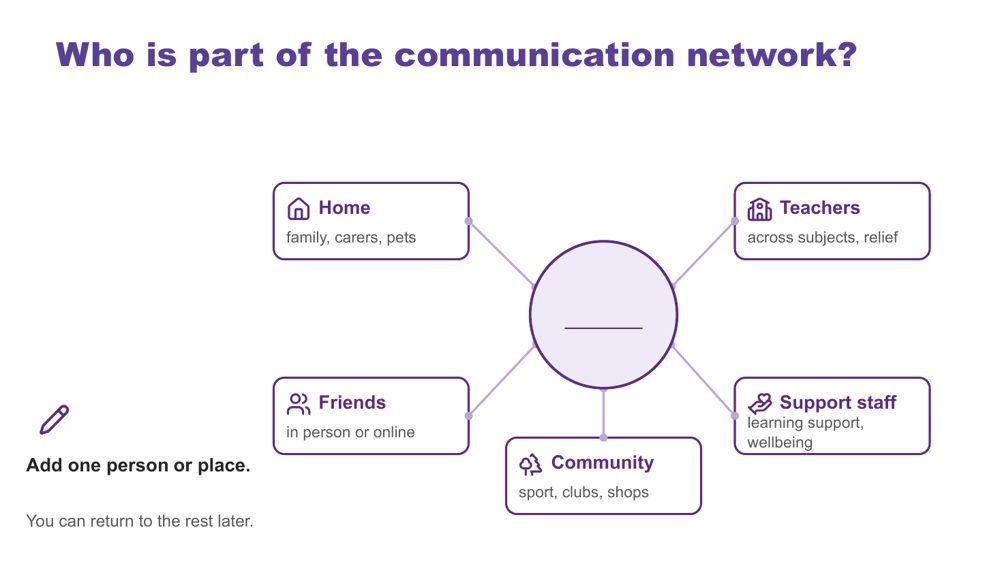 Who is part of the communication network?
Home
family, carers, pets
Teachers
across subjects, relief
Friends
in person or online
Support staff
learning support,
wellbeing
Community
sport, clubs, shops
Add one person or place.
You can return to the rest later.